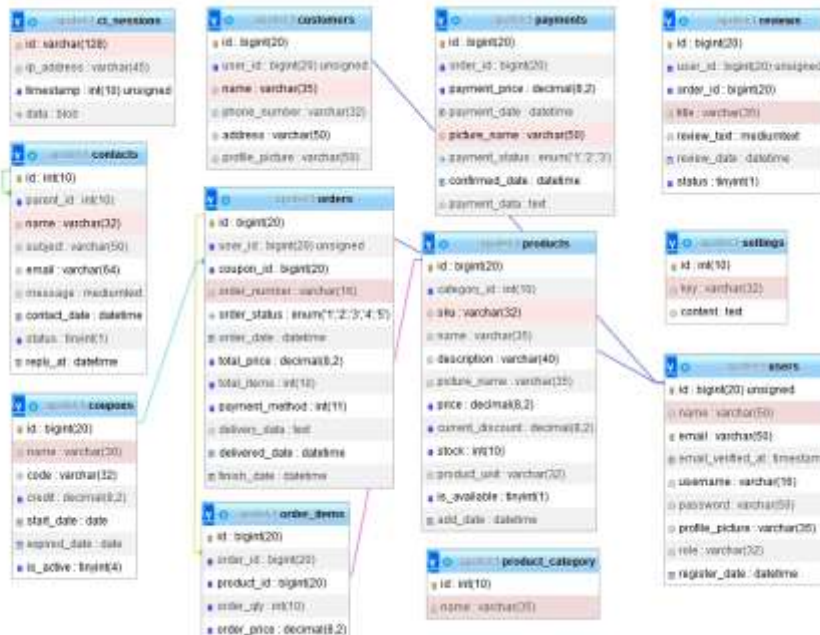 ci_sessions
id : varchar(128)
ip_address : varchar(45)
timestamp : int(10) unsigned
data : blob
customers
id : bigint(20)
user_id : bigint(20) unsigned
name : varchar(35)
phone_number : varchar(32)
address : varchar(50)
profile_picture : varchar(50)
payments
id : bigint(20)
order_id : bigint(20)
payment_price : decimal(8,2)
payment_date : datetime
picture_name : varchar(50)
payment_status : enum('1','2','3')
confirmed_date : datetime
payment_data : text
reviews
id : bigint(20)
user_id : bigint(20) unsigned
order_id : bigint(20)
title : varchar(35)
review_text : mediumtext
review_date : datetime
status : tinyint(1)
contacts
id : int(10)
parent_id : int(10)
name : varchar(32)
subject : varchar(50)
email : varchar(64)
message : mediumtext
contact_date : datetime
status : tinyint(1)
reply_at : datetime
orders
id : bigint(20)
user_id : bigint(20) unsigned
coupon_id : bigint(20)
order_number : varchar(16)
order_status : enum('1','2','3','4','5')
order_date : datetime
total_price : decimal(8,2)
total_items : int(10)
payment_method : int(11)
delivery_data : text
delivered_date : datetime
finish_date : datetime
products
id : bigint(20)
category_id : int(10)
sku : varchar(32)
name : varchar(35)
description : varchar(40)
picture_name : varchar(35)
price : decimal(8,2)
current_discount : decimal(8,2)
stock : int(10)
product_unit : varchar(32)
is_available : tinyint(1)
add_date : datetime
settings
id : int(10)
key : varchar(32)
content : text
users
id : bigint(20) unsigned
name : varchar(50)
email : varchar(50)
email_verified_at : timestamp
username : varchar(16)
password : varchar(59)
profile_picture : varchar(35)
role : varchar(32)
register_date : datetime
coupons
id : bigint(20)
name : varchar(30)
code : varchar(32)
credit : decimal(8,2)
start_date : date
expired_date : date
is_active : tinyint(4)
order_items
id : bigint(20)
order_id : bigint(20)
product_id : bigint(20)
order_qty : int(10)
order_price : decimal(8,2)
product_category
id : int(10)
name : varchar(35)